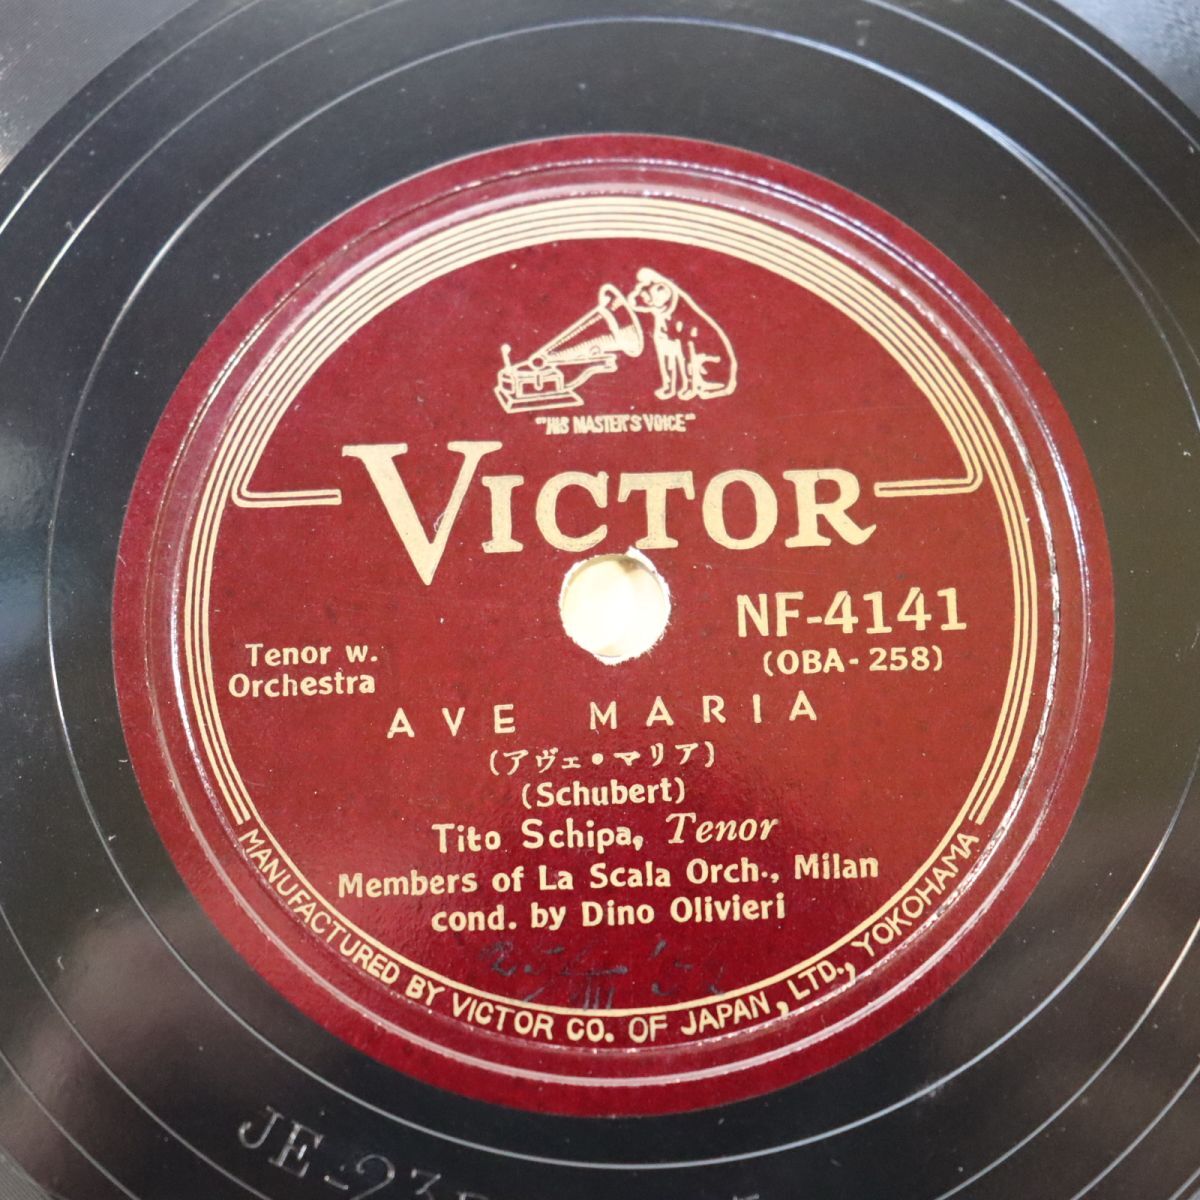 "HIS MASTER'S VOICE"
VICTOR
NF-4141
(OBA-258)
Tenor w.
Orchestra
AVE MARIA
(アヴェ・マリア)
(Schubert)
Tito Schipa, Tenor
Members of La Scala Orch., Milan
cond. by Dino Olivieri
MANUFACTURED BY VICTOR CO. OF JAPAN, LTD., YOKOHAMA